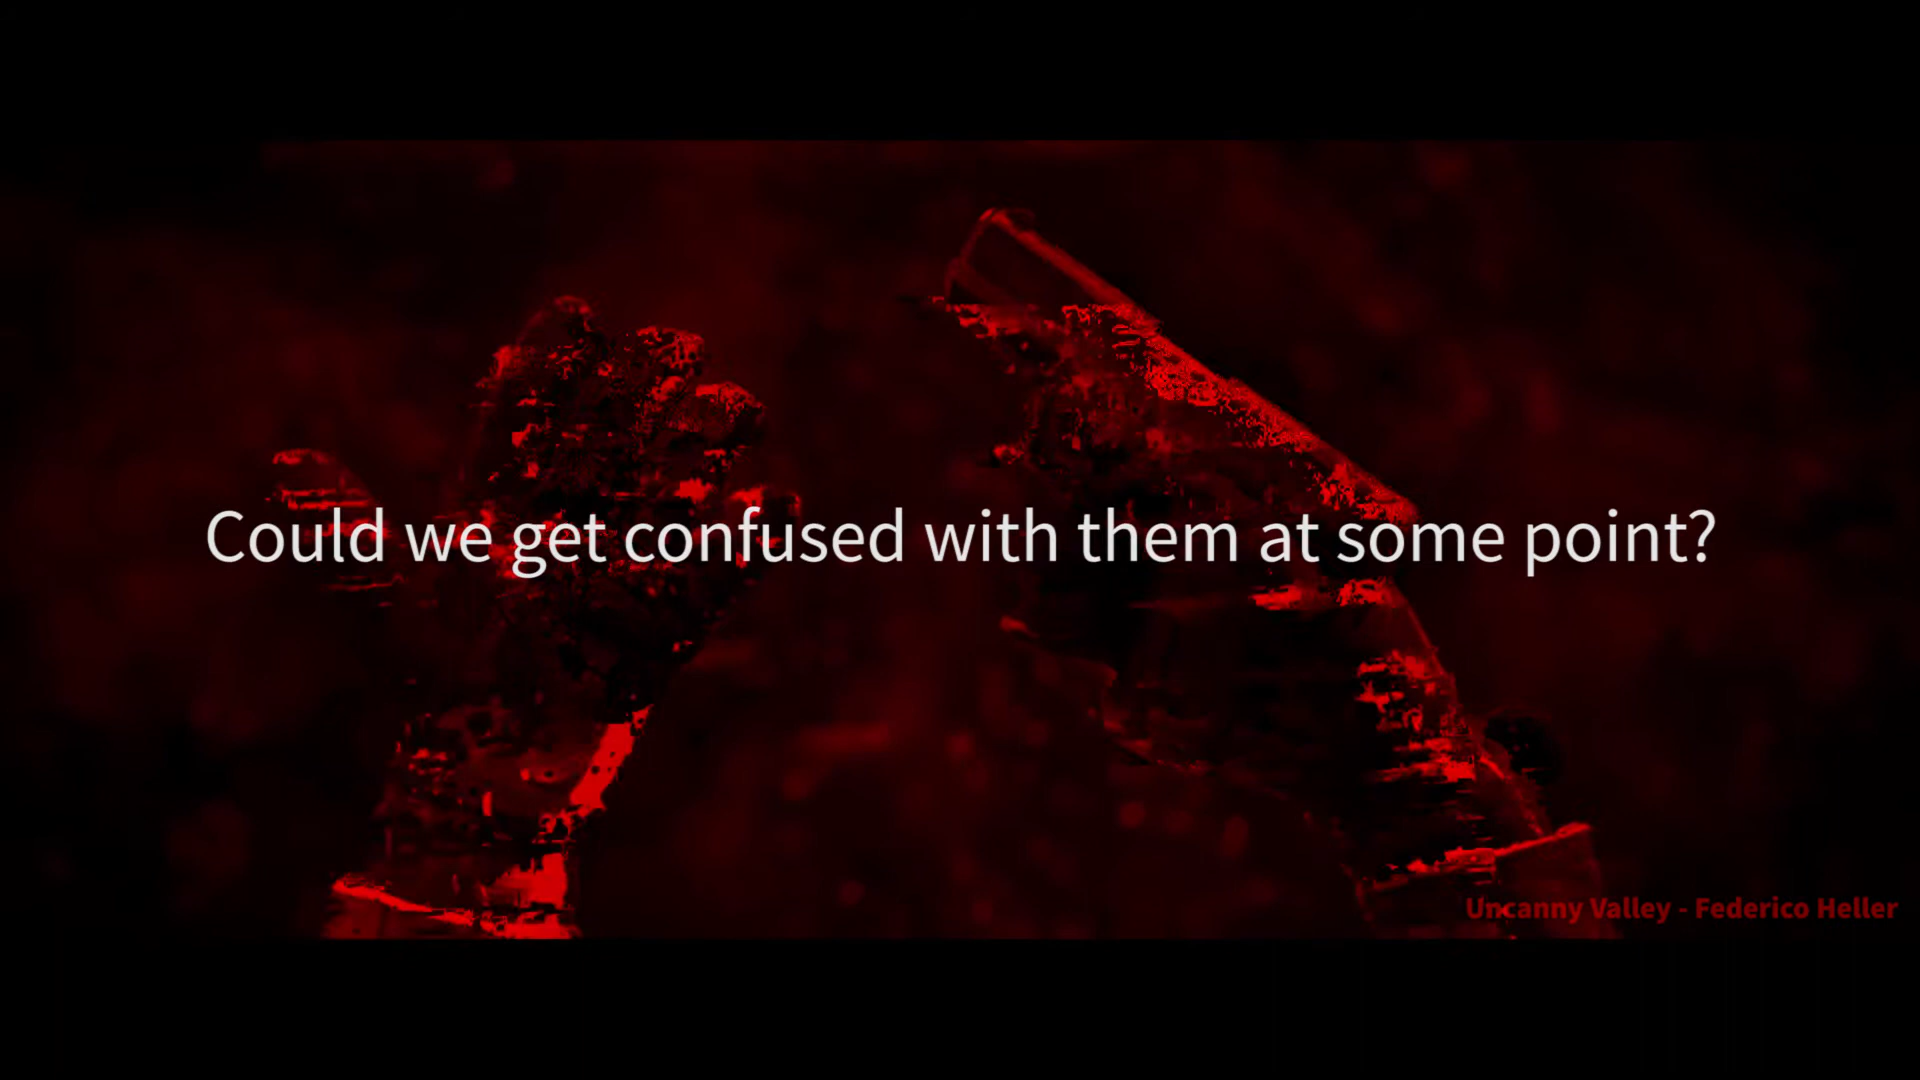 Could we get confused with them at some point?
Uncanny Valley - Federico Heller